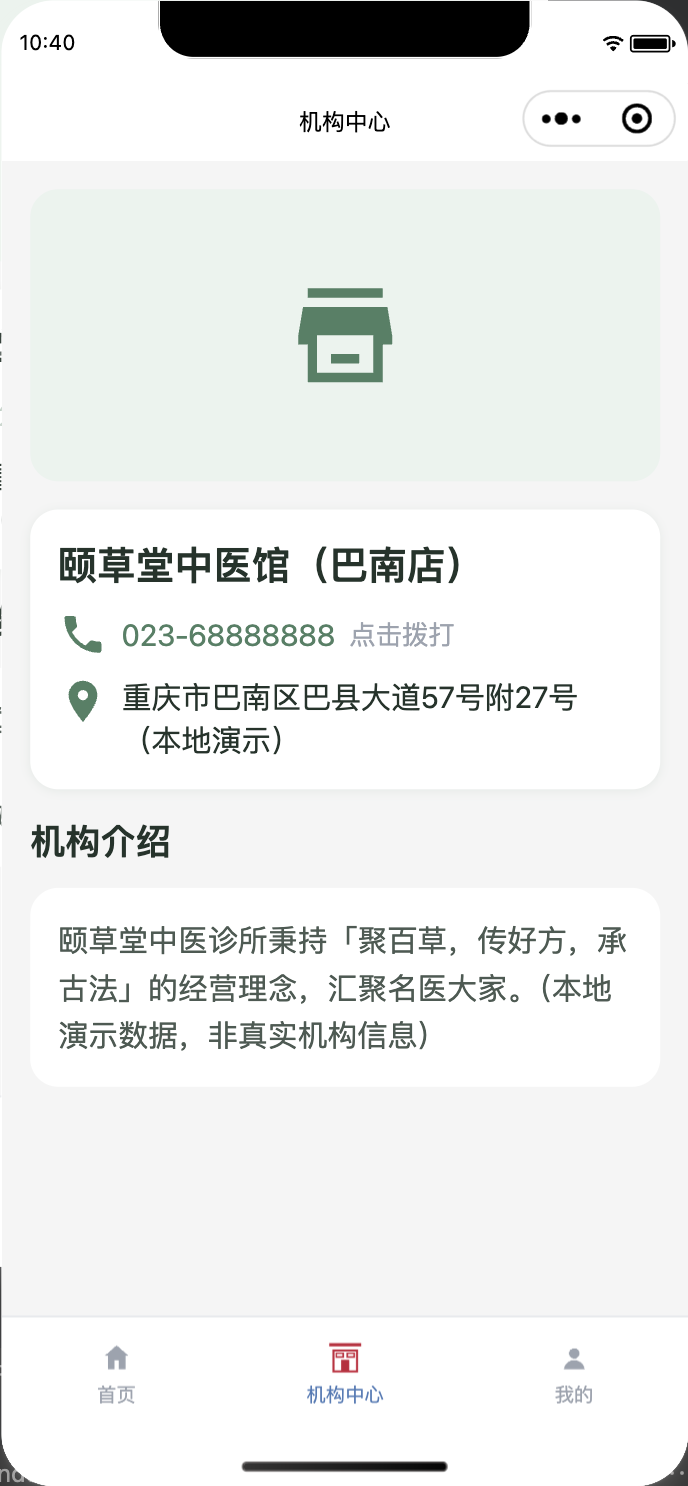 10:40
机构中心
颐草堂中医馆（巴南店）
023-68888888 点击拨打
重庆市巴南区巴县大道57号附27号
（本地演示）
机构介绍
颐草堂中医诊所秉持「聚百草，传好方，承
古法」的经营理念，汇聚名医大家。（本地
演示数据，非真实机构信息）
首页
机构中心
我的